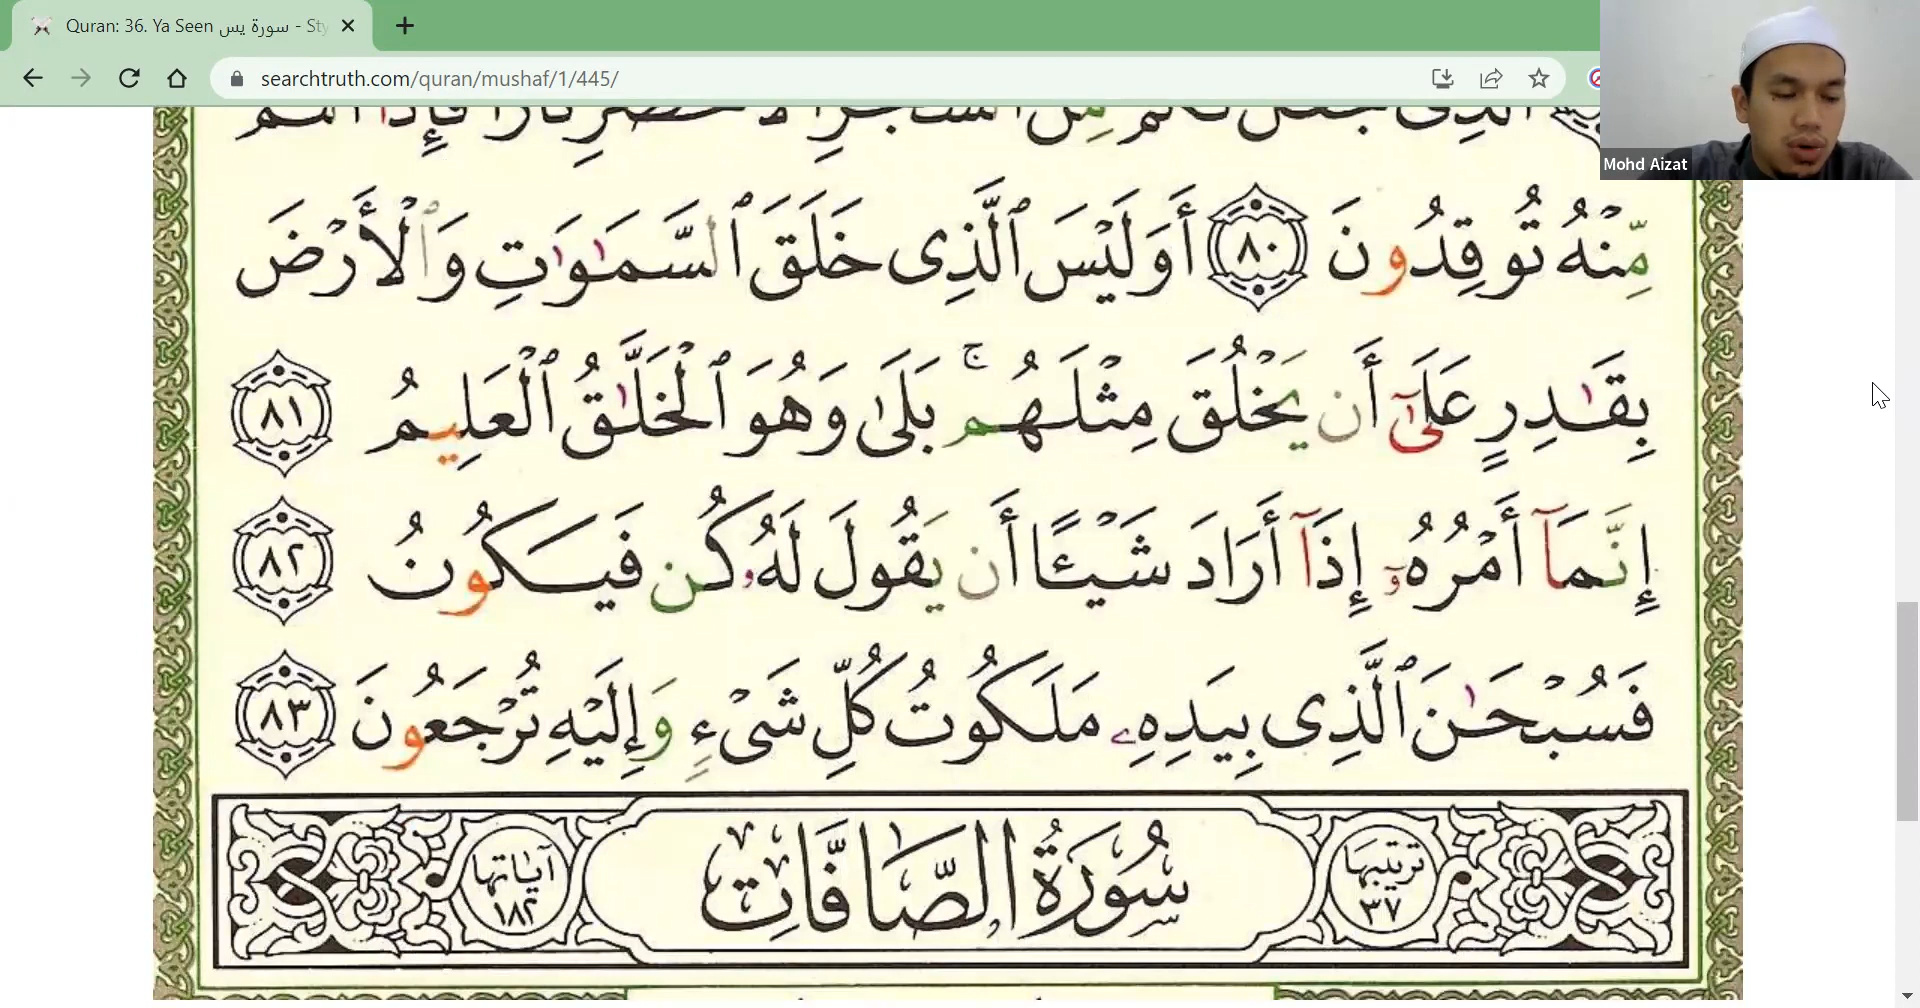 Quran: 36. Ya Seen سورة يس - Sty
searchtruth.com/quran/mushaf/1/445/
Mohd Aizat
مِّنْهُ تُوقِدُونَ ٨٠ أَوَلَيْسَ ٱلَّذِى خَلَقَ ٱلسَّمَـٰوَٰتِ وَٱلْأَرْضَ
بِقَـٰدِرٍ عَلَىٰٓ أَن يَخْلُقَ مِثْلَهُم ۚ بَلَىٰ وَهُوَ ٱلْخَلَّـٰقُ ٱلْعَلِيمُ ٨١
إِنَّمَآ أَمْرُهُۥٓ إِذَآ أَرَادَ شَيْـًٔا أَن يَقُولَ لَهُۥ كُن فَيَكُونُ ٨٢
فَسُبْحَـٰنَ ٱلَّذِى بِيَدِهِۦ مَلَكُوتُ كُلِّ شَىْءٍ وَإِلَيْهِ تُرْجَعُونَ ٨٣
ترتيبها ٣٧ سُورَةُ الصَّافَّاتِ آياتها ١٨٢